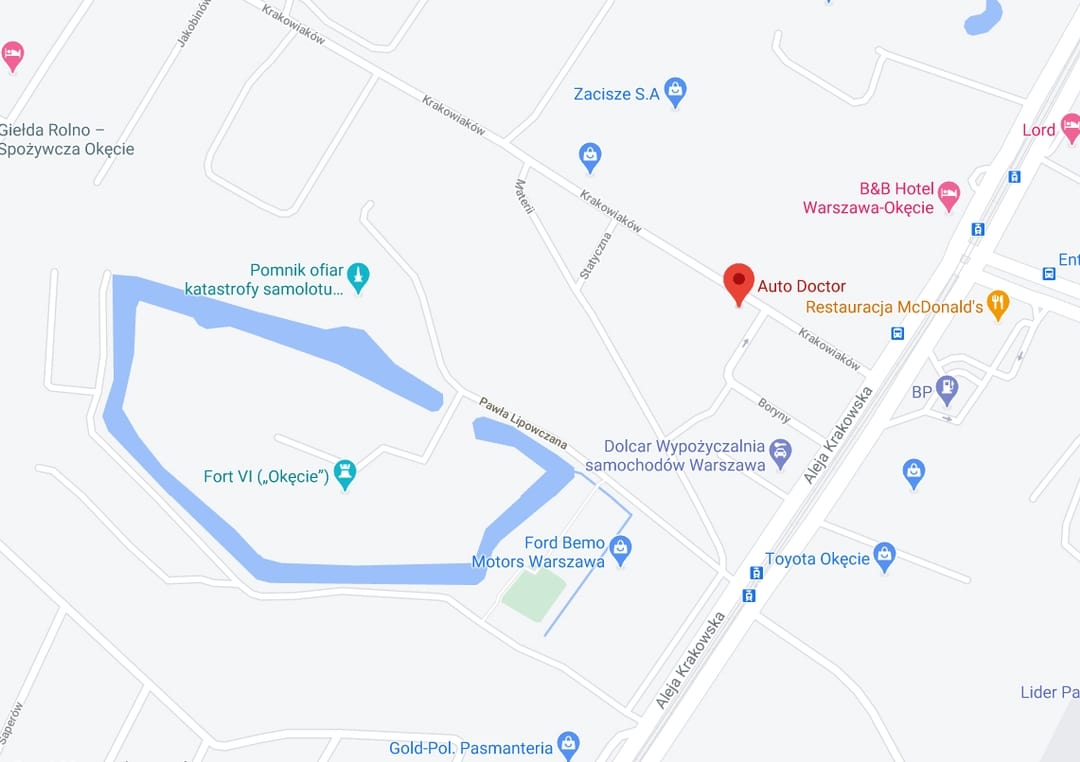 Jakobinów
Krakowiaków
Zacisze S.A
Krakowiaków
Giełda Rolno –
Spożywcza Okęcie
Lord
B&B Hotel
Warszawa-Okęcie
Materii
Krakowiaków
Statyczna
Ent
Pomnik ofiar
katastrofy samolotu...
Auto Doctor
Restauracja McDonald's
Krakowiaków
BP
Pawła Lipowczana
Boryny
Aleja Krakowska
Dolcar Wypożyczalnia
samochodów Warszawa
Fort VI („Okęcie”)
Ford Bemo
Motors Warszawa
Toyota Okęcie
Aleja Krakowska
Lider Pa
Saperów
Gold-Pol. Pasmanteria